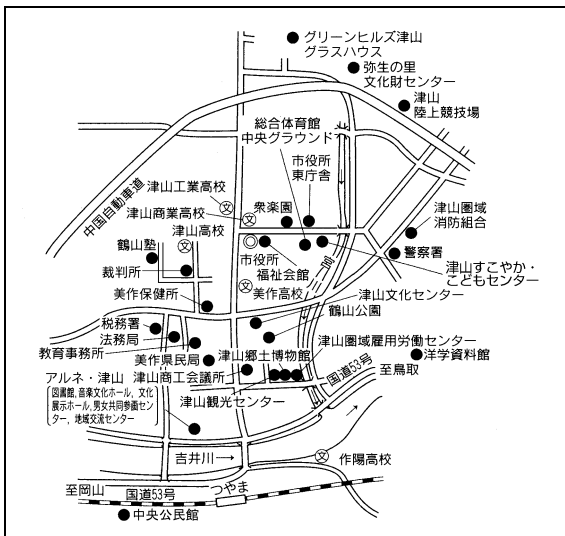 グリーンヒルズ津山
グラスハウス
弥生の里
文化財センター
津山
陸上競技場
総合体育館
中央グラウンド
市役所
東庁舎
中国自動車道
津山工業高校
文
津山商業高校
文
衆楽園
津山高校
文
鶴山塾
裁判所
市役所
福祉会館
宮川
津山圏域
消防組合
警察署
津山すこやか・
こどもセンター
美作保健所
文
美作高校
津山文化センター
鶴山公園
税務署
法務局
教育事務所
美作県民局
津山郷土博物館
津山圏域雇用労働センター
洋学資料館
国道53号
至鳥取
アルネ・津山
図書館,音楽文化ホール,文化
展示ホール,男女共同参画セン
ター,地域交流センター
津山商工会議所
津山観光センター
吉井川→
文
作陽高校
至岡山
国道53号
つやま
中央公民館